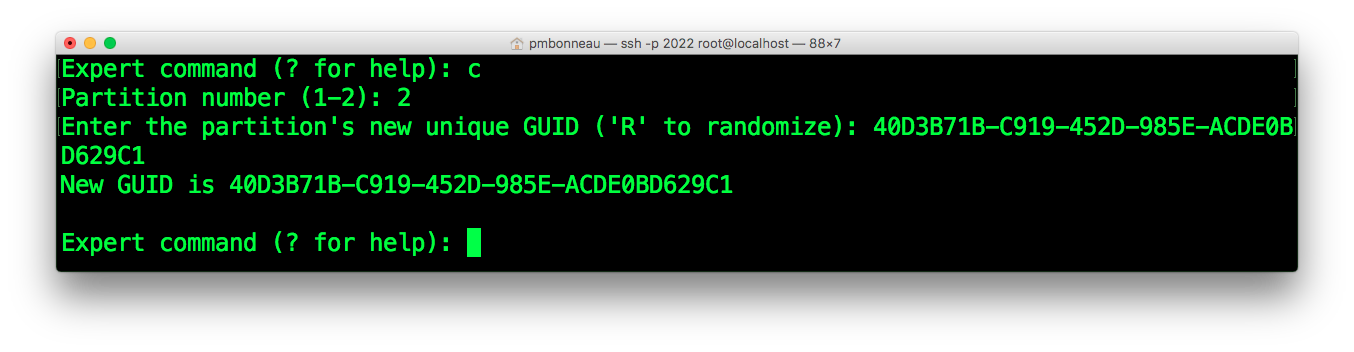 pmbonneau — ssh -p 2022 root@localhost — 88×7
Expert command (? for help): c
Partition number (1-2): 2
Enter the partition's new unique GUID ('R' to randomize): 40D3B71B-C919-452D-985E-ACDE0B
D629C1
New GUID is 40D3B71B-C919-452D-985E-ACDE0BD629C1
Expert command (? for help):